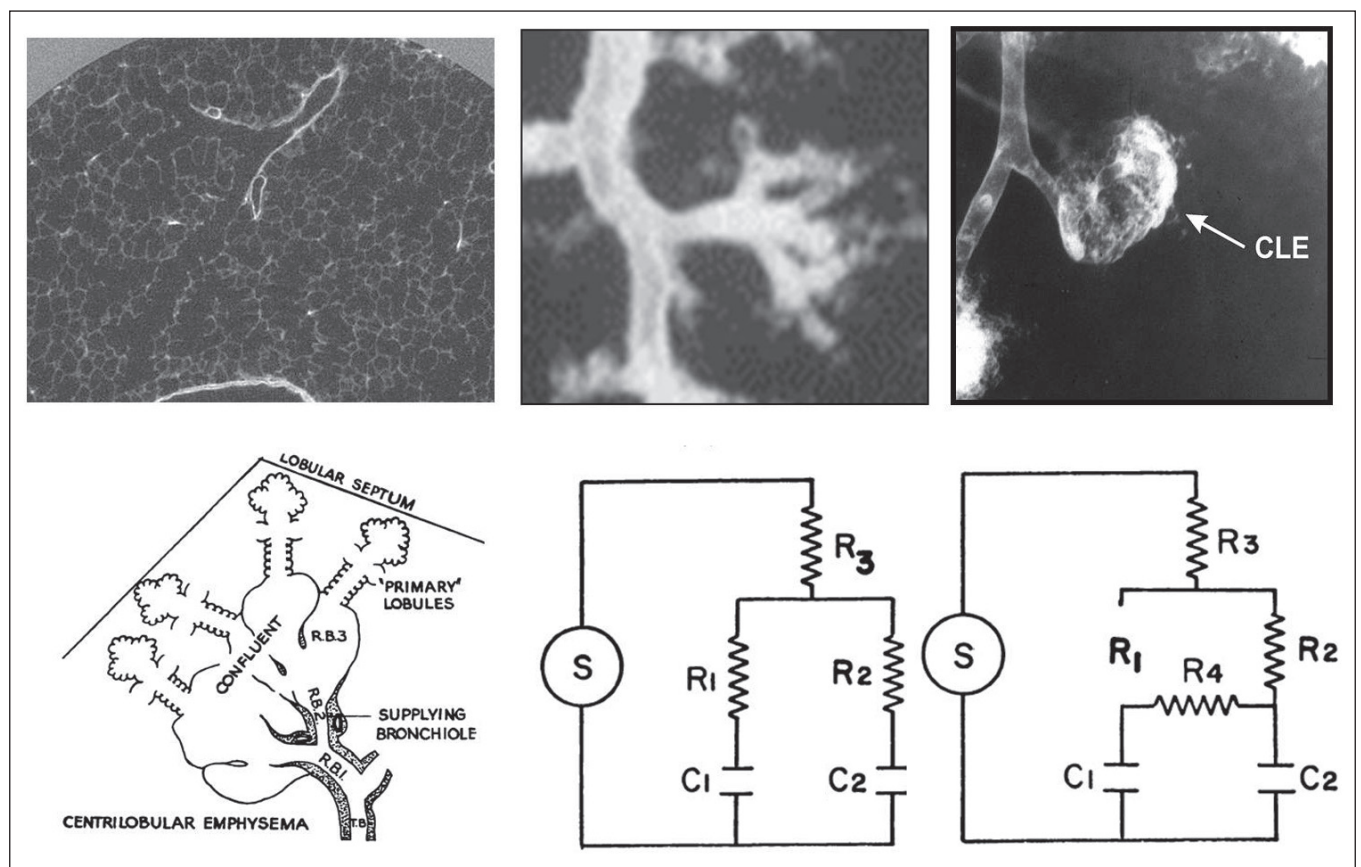 CLE
LOBULAR SEPTUM
"PRIMARY"
LOBULES
R.B.3
CONFLUENT
R.B.2
SUPPLYING
BRONCHIOLE
R.B.1.
T.B.
CENTRILOBULAR EMPHYSEMA
R3
S
R1
R2
C1
C2
R3
S
R1
R2
R4
C1
C2